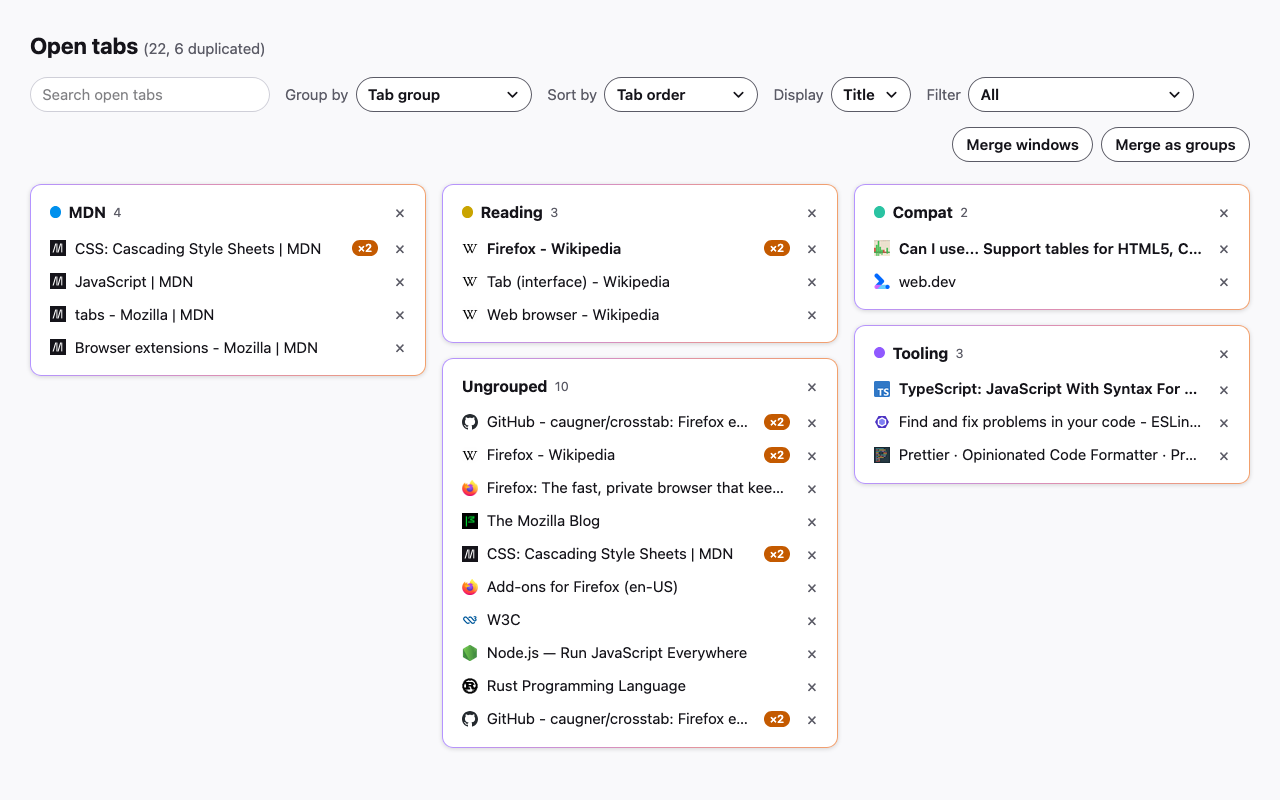 Open tabs (22, 6 duplicated)
Search open tabs
Group by Tab group
Sort by Tab order
Display Title
Filter All
Merge windows
Merge as groups
MDN 4 ×
CSS: Cascading Style Sheets | MDN ×2 ×
JavaScript | MDN ×
tabs - Mozilla | MDN ×
Browser extensions - Mozilla | MDN ×
Reading 3 ×
Firefox - Wikipedia ×2 ×
Tab (interface) - Wikipedia ×
Web browser - Wikipedia ×
Ungrouped 10 ×
GitHub - caugner/crosstab: Firefox e... ×2 ×
Firefox - Wikipedia ×2 ×
Firefox: The fast, private browser that kee... ×
The Mozilla Blog ×
CSS: Cascading Style Sheets | MDN ×2 ×
Add-ons for Firefox (en-US) ×
W3C ×
Node.js — Run JavaScript Everywhere ×
Rust Programming Language ×
GitHub - caugner/crosstab: Firefox e... ×2 ×
Compat 2 ×
Can I use... Support tables for HTML5, C... ×
web.dev ×
Tooling 3 ×
TypeScript: JavaScript With Syntax For ... ×
Find and fix problems in your code - ESLin... ×
Prettier · Opinionated Code Formatter · Pr... ×